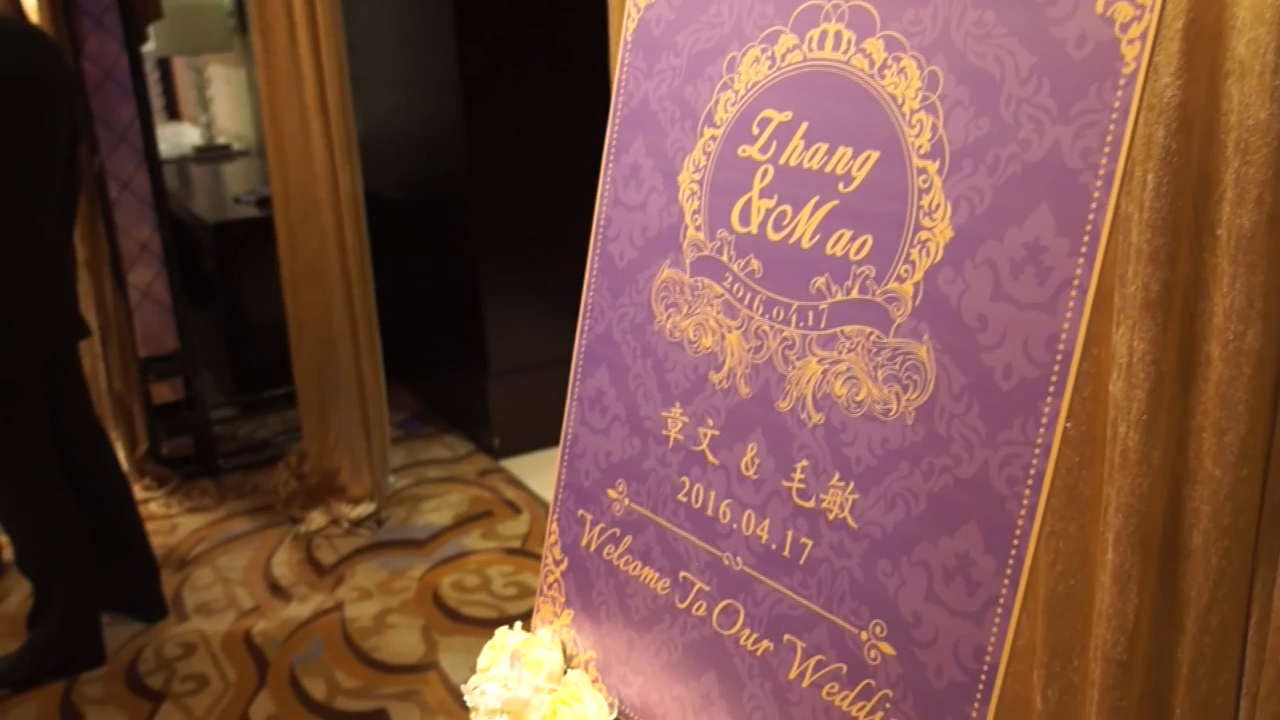 Zhang
&Mao
2016.04.17
章文 & 毛敏
2016.04.17
Welcome To Our